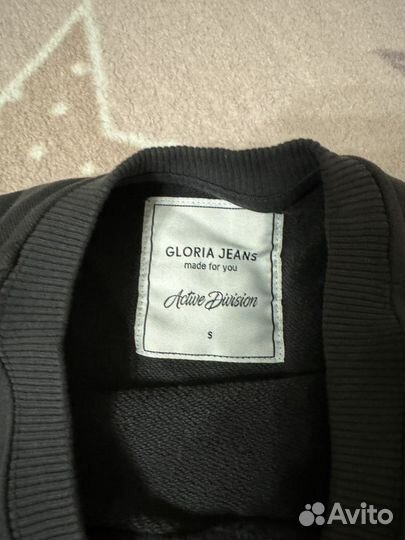 GLORIA JEANS
made for you
Active Division
S
Avito